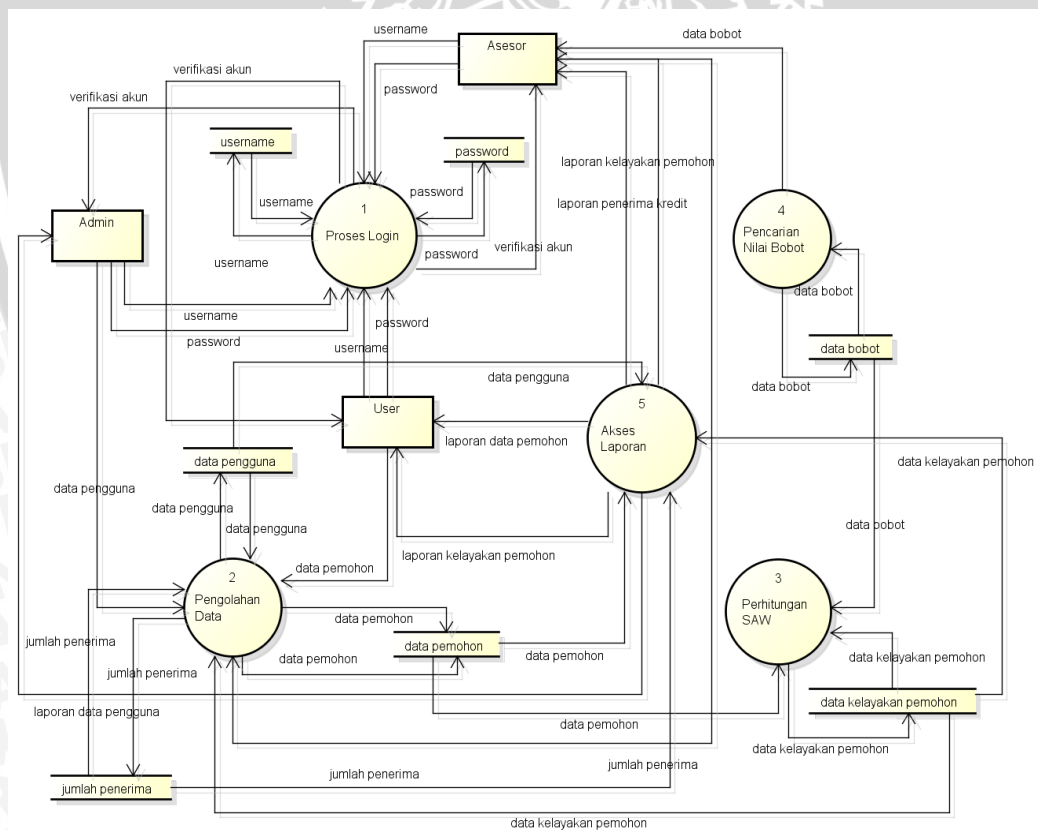 username
Asesor
data bobot
verifikasi akun
password
verifikasi akun
username
password
laporan kelayakan pemohon
password
username
laporan penerima kredit
1
Proses Login
4
Pencarian
Nilai Bobot
Admin
password
verifikasi akun
username
data bobot
username
password
password
username
data bobot
data bobot
data pengguna
User
5
Akses
Laporan
laporan data pemohon
data pengguna
data kelayakan pemohon
data pengguna
data pengguna
data pengguna
data bobot
laporan kelayakan pemohon
data pemohon
2
Pengolahan
Data
3
Perhitungan
SAW
data pemohon
jumlah penerima
data pemohon
data pemohon
data pemohon
data kelayakan pemohon
jumlah penerima
laporan data pengguna
data kelayakan pemohon
data pemohon
data kelayakan pemohon
jumlah penerima
jumlah penerima
jumlah penerima
data kelayakan pemohon